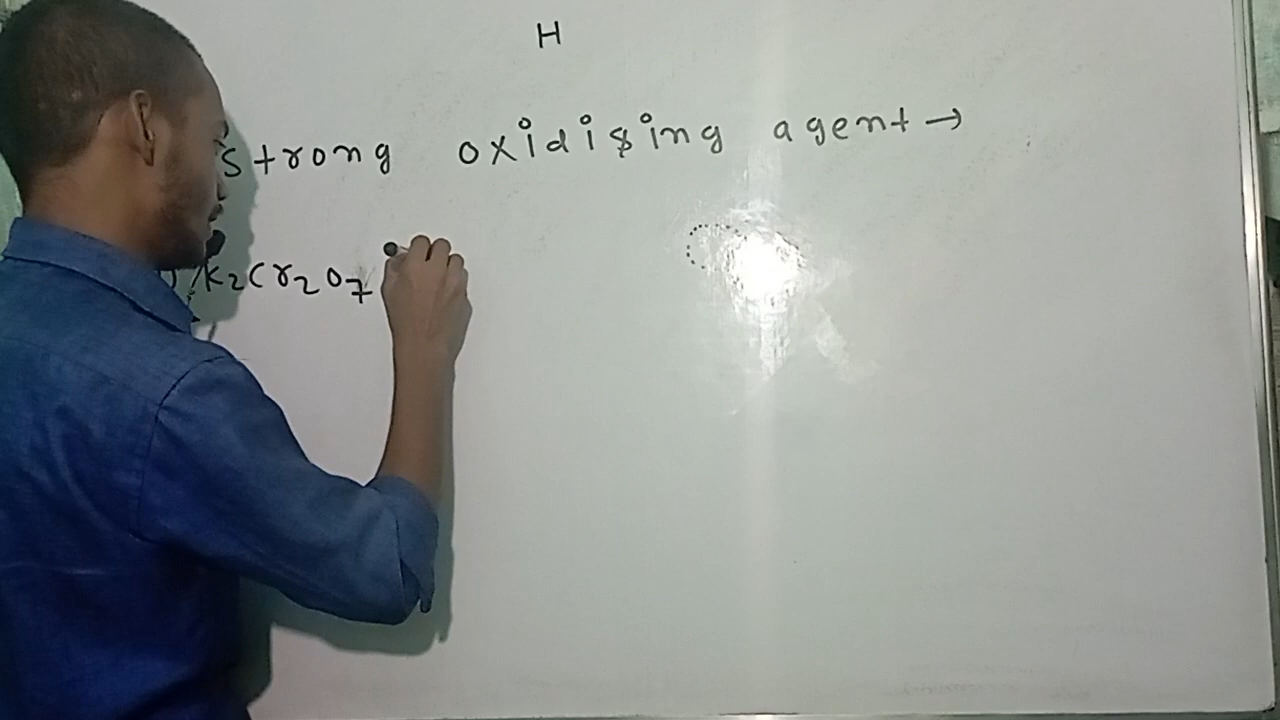 H
Strong oxidising agent →
) K₂Cr₂O₇